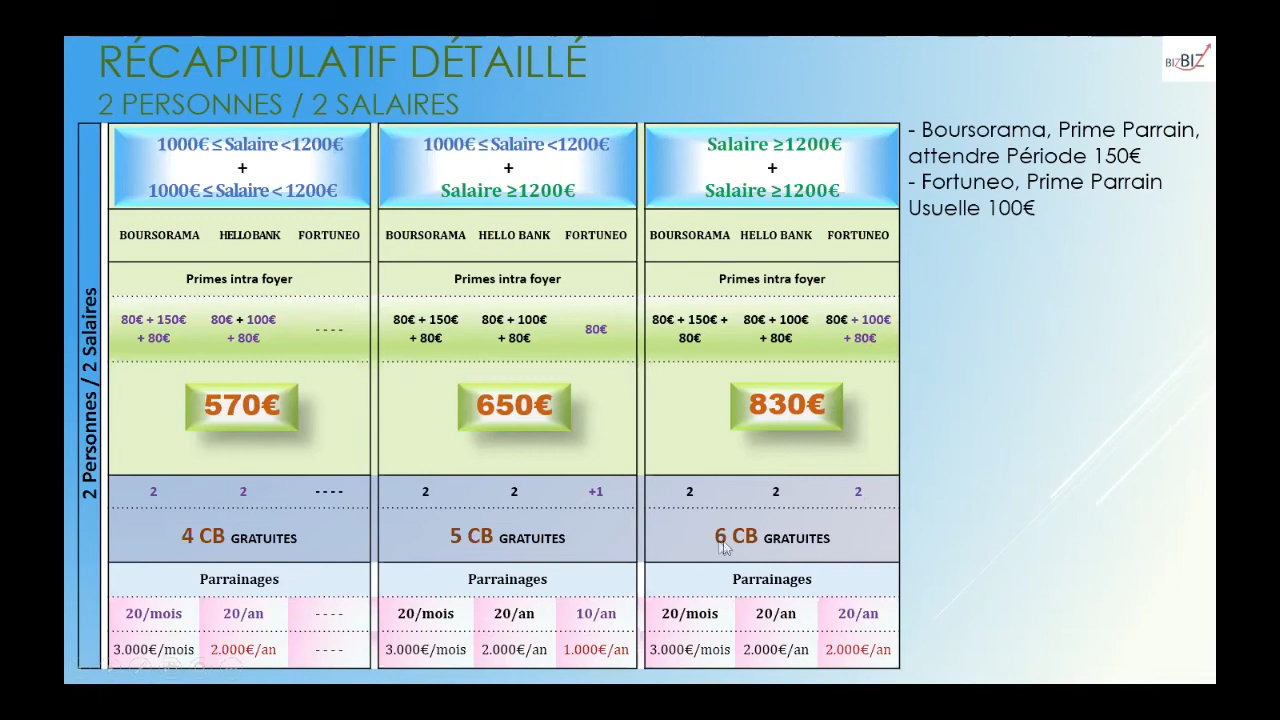 RÉCAPITULATIF DÉTAILLÉ
2 PERSONNES / 2 SALAIRES
BIZBIZ
- Boursorama, Prime Parrain,
attendre Période 150€
- Fortuneo, Prime Parrain
Usuelle 100€
2 Personnes / 2 Salaires
1000€ ≤ Salaire <1200€ 1000€ ≤ Salaire <1200€ Salaire ≥1200€
+ + +
1000€ ≤ Salaire < 1200€ Salaire ≥1200€ Salaire ≥1200€
BOURSORAMA HELLO BANK FORTUNEO BOURSORAMA HELLO BANK FORTUNEO BOURSORAMA HELLO BANK FORTUNEO
Primes intra foyer Primes intra foyer Primes intra foyer
80€ + 150€ 80€ + 100€ 80€ + 150€ 80€ + 100€ 80€ + 150€ + 80€ + 100€ 80€ + 100€
+ 80€ + 80€ - - - - + 80€ + 80€ 80€ 80€ + 80€ + 80€
570€ 650€ 830€
2 2 - - - - 2 2 +1 2 2 2
4 CB GRATUITES 5 CB GRATUITES 6 CB GRATUITES
Parrainages Parrainages Parrainages
20/mois 20/an - - - - 20/mois 20/an 10/an 20/mois 20/an 20/an
3.000€/mois 2.000€/an - - - - 3.000€/mois 2.000€/an 1.000€/an 3.000€/mois 2.000€/an 2.000€/an